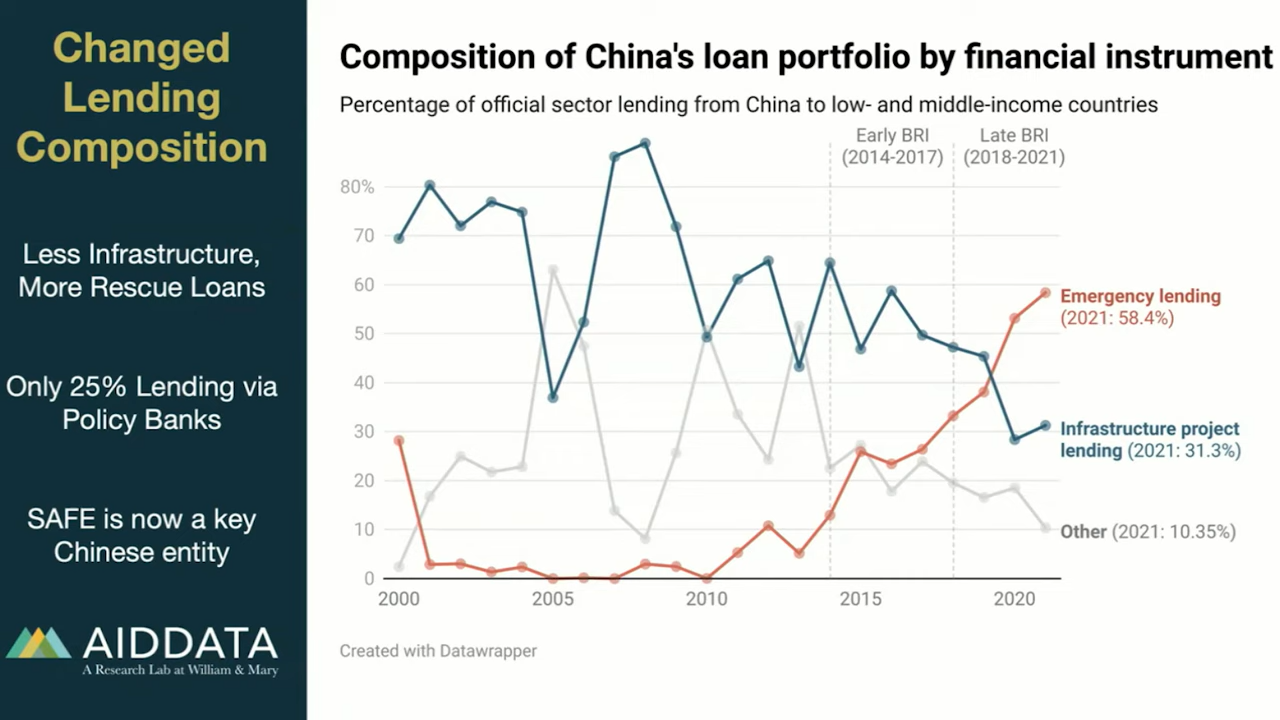 Changed
Lending
Composition
Less Infrastructure,
More Rescue Loans
Only 25% Lending via
Policy Banks
SAFE is now a key
Chinese entity
AIDDATA
A Research Lab at William & Mary
Composition of China's loan portfolio by financial instrument
Percentage of official sector lending from China to low- and middle-income countries
Early BRI
(2014-2017)
Late BRI
(2018-2021)
80%
70
60
50
40
30
20
10
0
2000
2005
2010
2015
2020
Emergency lending
(2021: 58.4%)
Infrastructure project
lending (2021: 31.3%)
Other (2021: 10.35%)
Created with Datawrapper